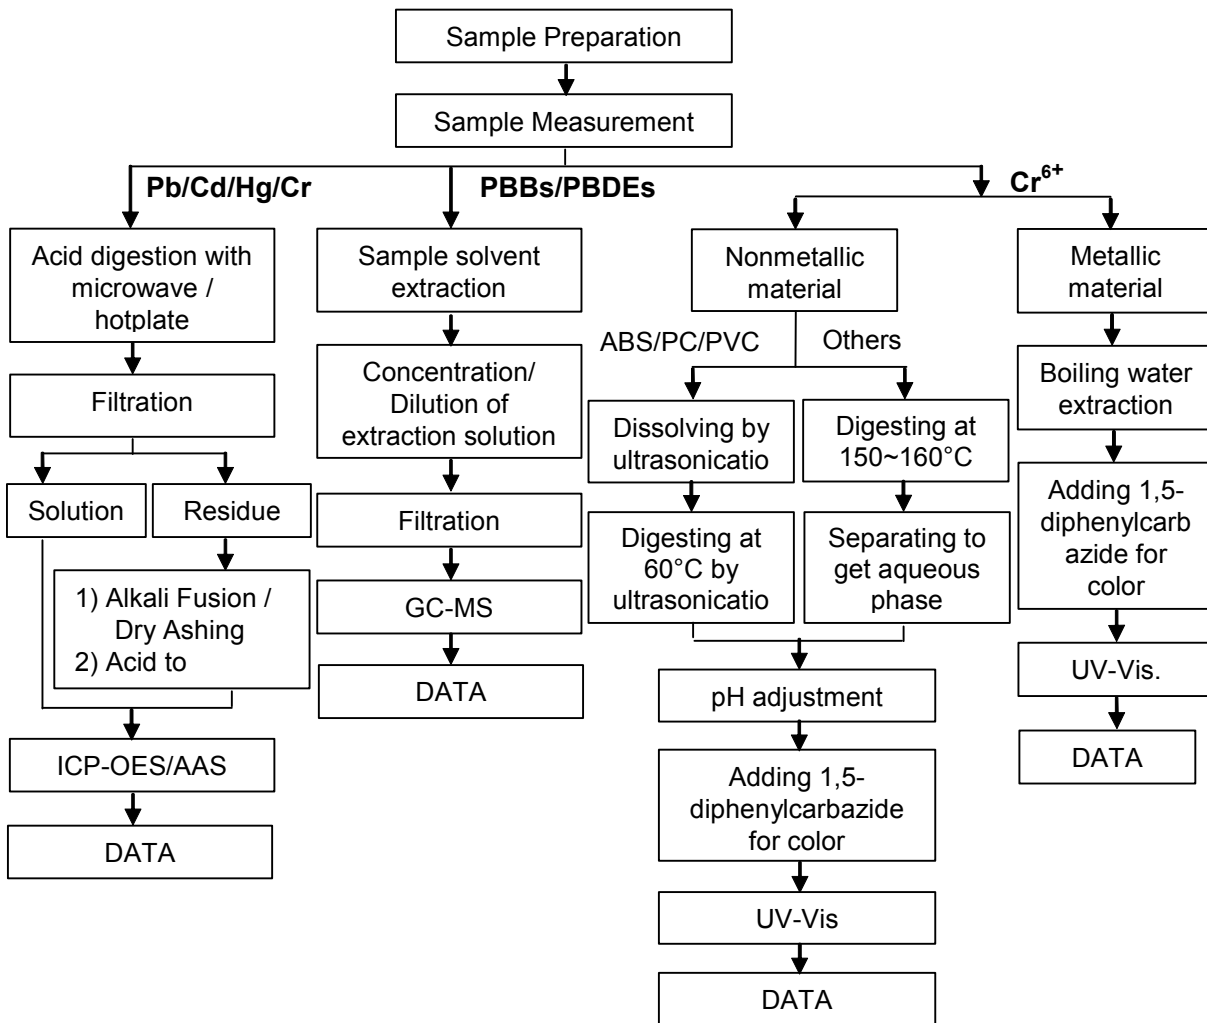 Sample Preparation
Sample Measurement
Pb/Cd/Hg/Cr
PBBs/PBDEs
Cr6+
Acid digestion with
microwave /
hotplate
Filtration
Solution
Residue
1) Alkali Fusion /
Dry Ashing
2) Acid to
ICP-OES/AAS
DATA
Sample solvent
extraction
Concentration/
Dilution of
extraction solution
Filtration
GC-MS
DATA
Nonmetallic
material
ABS/PC/PVC
Others
Dissolving by
ultrasonicatio
Digesting at
60°C by
ultrasonicatio
Digesting at
150~160°C
Separating to
get aqueous
phase
pH adjustment
Adding 1,5-
diphenylcarbazide
for color
UV-Vis
DATA
Metallic
material
Boiling water
extraction
Adding 1,5-
diphenylcarb
azide for
color
UV-Vis.
DATA